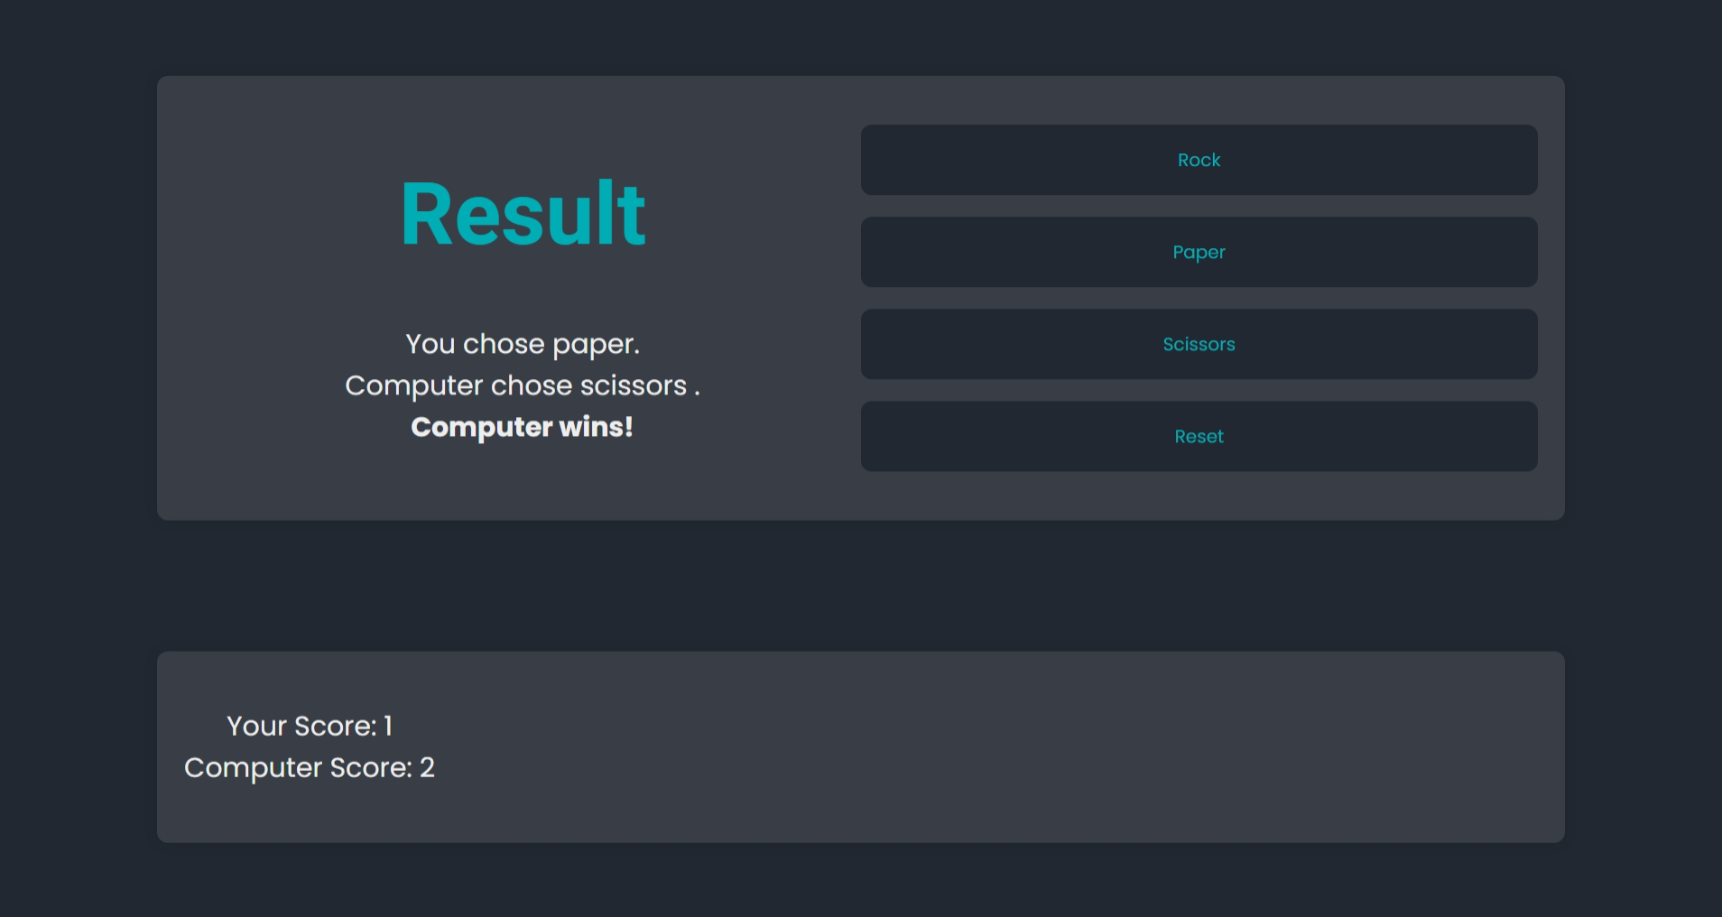 Result
You chose paper.
Computer chose scissors .
Computer wins!
Rock
Paper
Scissors
Reset
Your Score: 1
Computer Score: 2